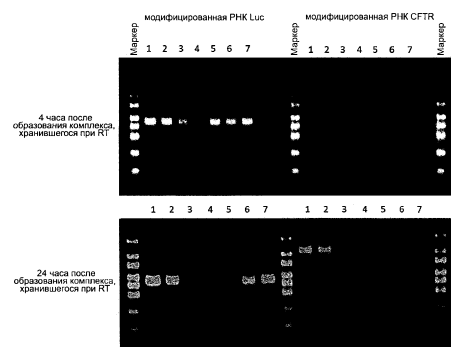 модифицированная РНК Luc
модифицированная РНК CFTR
Маркер
1 2 3 4 5 6 7
Маркер
1 2 3 4 5 6 7
Маркер
4 часа после
образования комплекса,
хранившегося при RT
1 2 3 4 5 6 7
1 2 3 4 5 6 7
24 часа после
образования комплекса,
хранившегося при RT